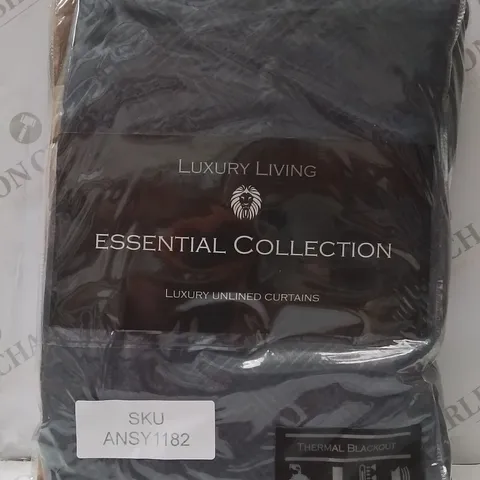 LUXURY LIVING
ESSENTIAL COLLECTION
LUXURY UNLINED CURTAINS
SKU
ANSY1182
THERMAL BLACKOUT